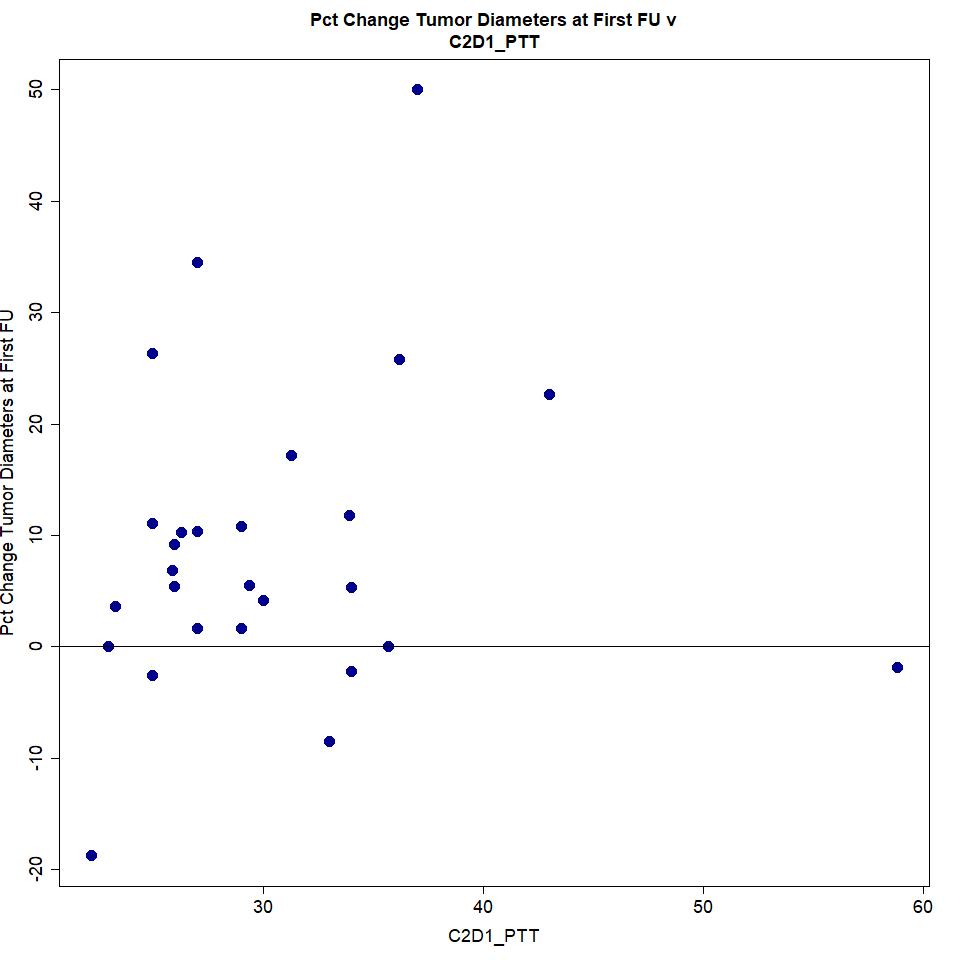 Pct Change Tumor Diameters at First FU v
C2D1_PTT
50
40
30
20
10
0
-10
-20
Pct Change Tumor Diameters at First FU
30 40 50 60
C2D1_PTT